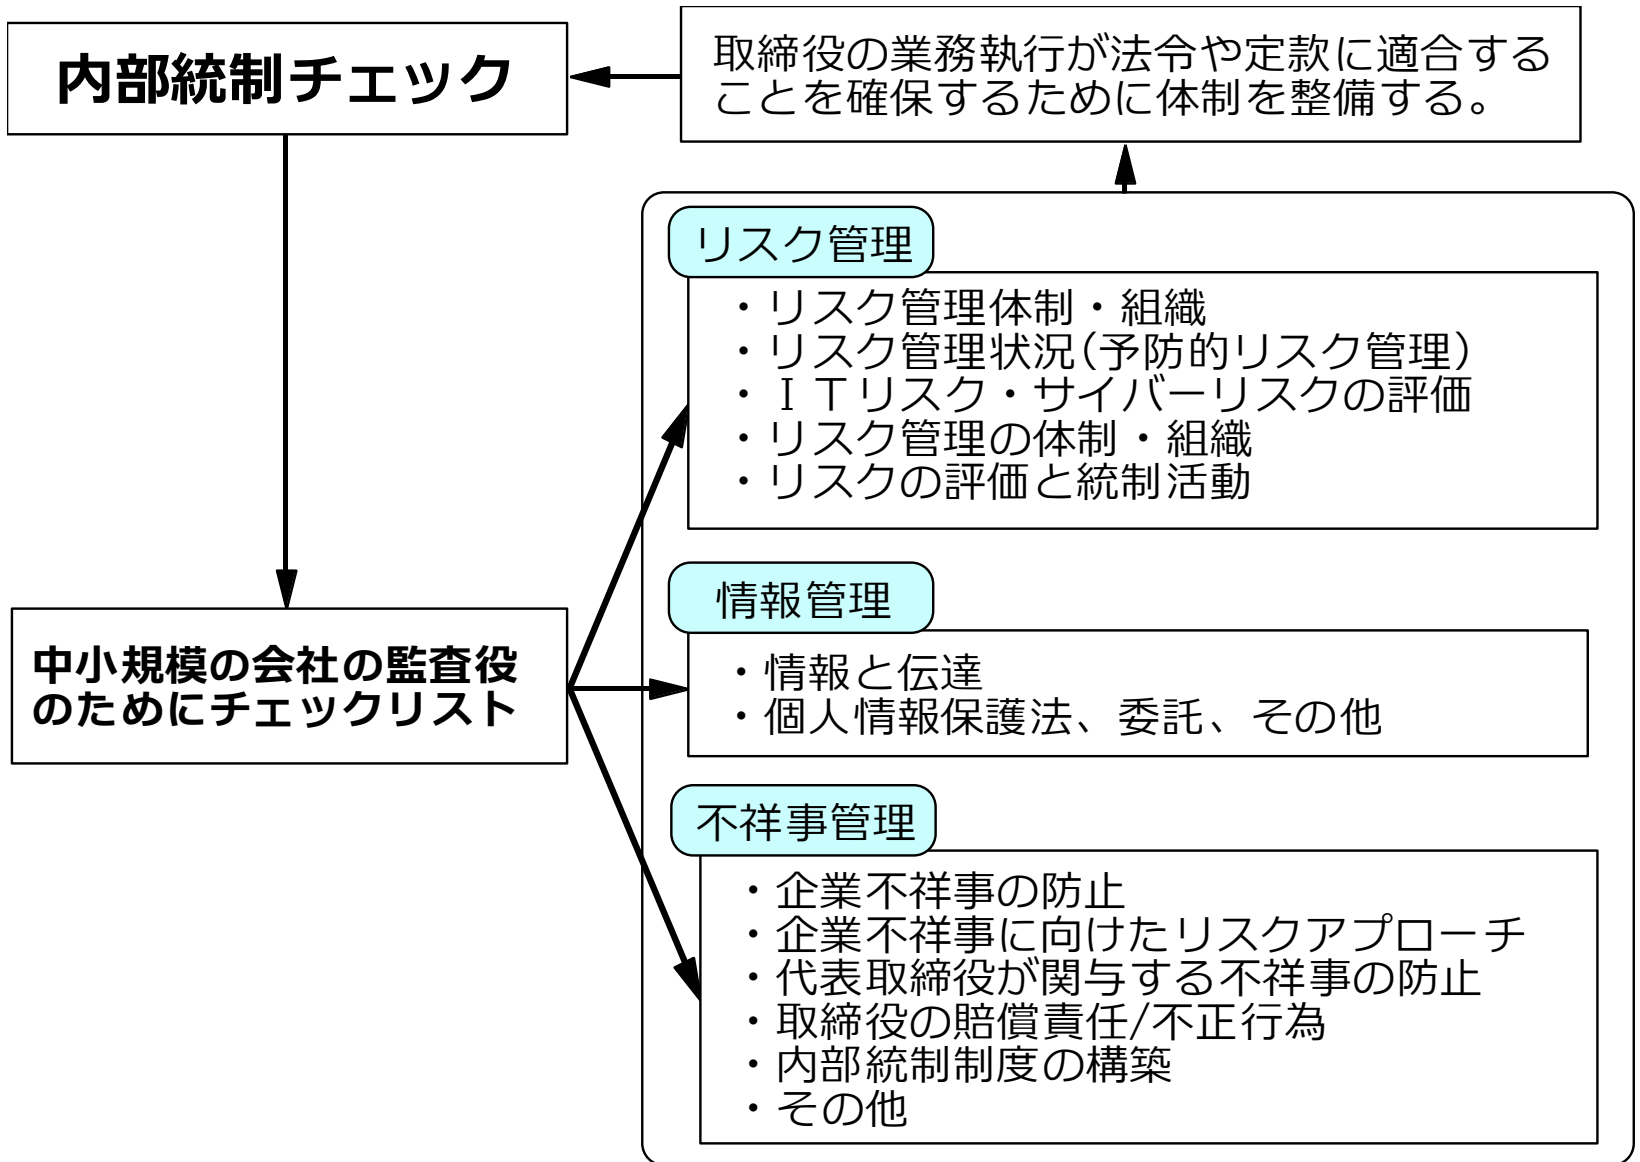 内部統制チェック
取締役の業務執行が法令や定款に適合する
ことを確保するために体制を整備する。
リスク管理
・リスク管理体制・組織
・リスク管理状況(予防的リスク管理)
・ＩＴリスク・サイバーリスクの評価
・リスク管理の体制・組織
・リスクの評価と統制活動
中小規模の会社の監査役
のためにチェックリスト
情報管理
・情報と伝達
・個人情報保護法、委託、その他
不祥事管理
・企業不祥事の防止
・企業不祥事に向けたリスクアプローチ
・代表取締役が関与する不祥事の防止
・取締役の賠償責任/不正行為
・内部統制制度の構築
・その他